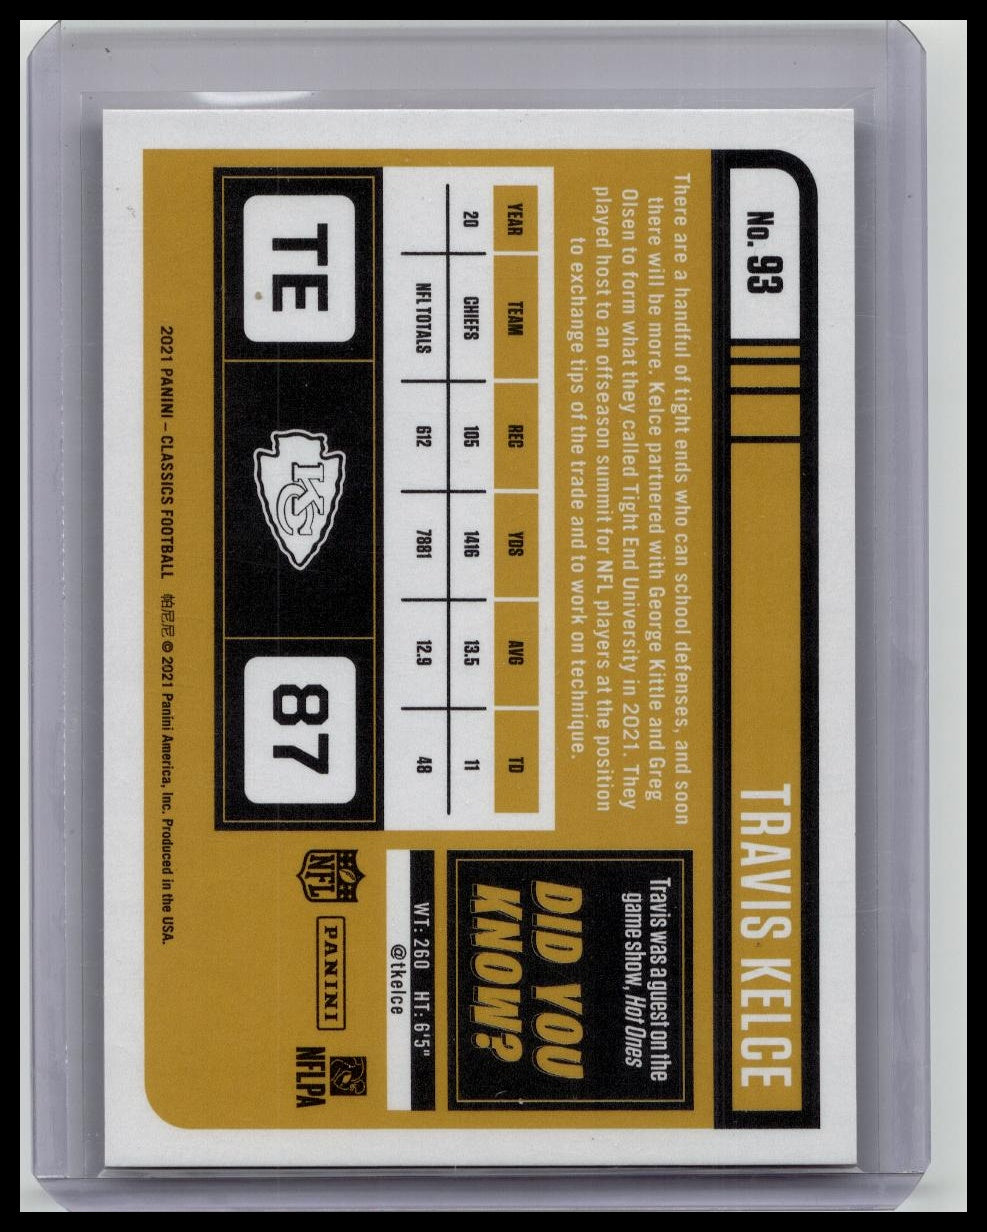 No. 93
TRAVIS KELCE
There are a handful of tight ends who can school defenses, and soon
there will be more. Kelce partnered with George Kittle and Greg
Olsen to form what they called Tight End University in 2021. They
played host to an offseason summit for NFL players at the position
to exchange tips of the trade and to work on technique.
YEAR TEAM REC YDS AVG TD
20 CHIEFS 105 1416 13.5 11
NFL TOTALS 612 7881 12.9 48
TE
KC
87
Travis was a guest on the
game show, Hot Ones
DID YOU
KNOW?
WT: 260 HT: 6'5"
@tkelce
NFL
PANINI
NFLPA
2021 PANINI – CLASSICS FOOTBALL 帕尼尼 © 2021 Panini America, Inc. Produced in the USA.